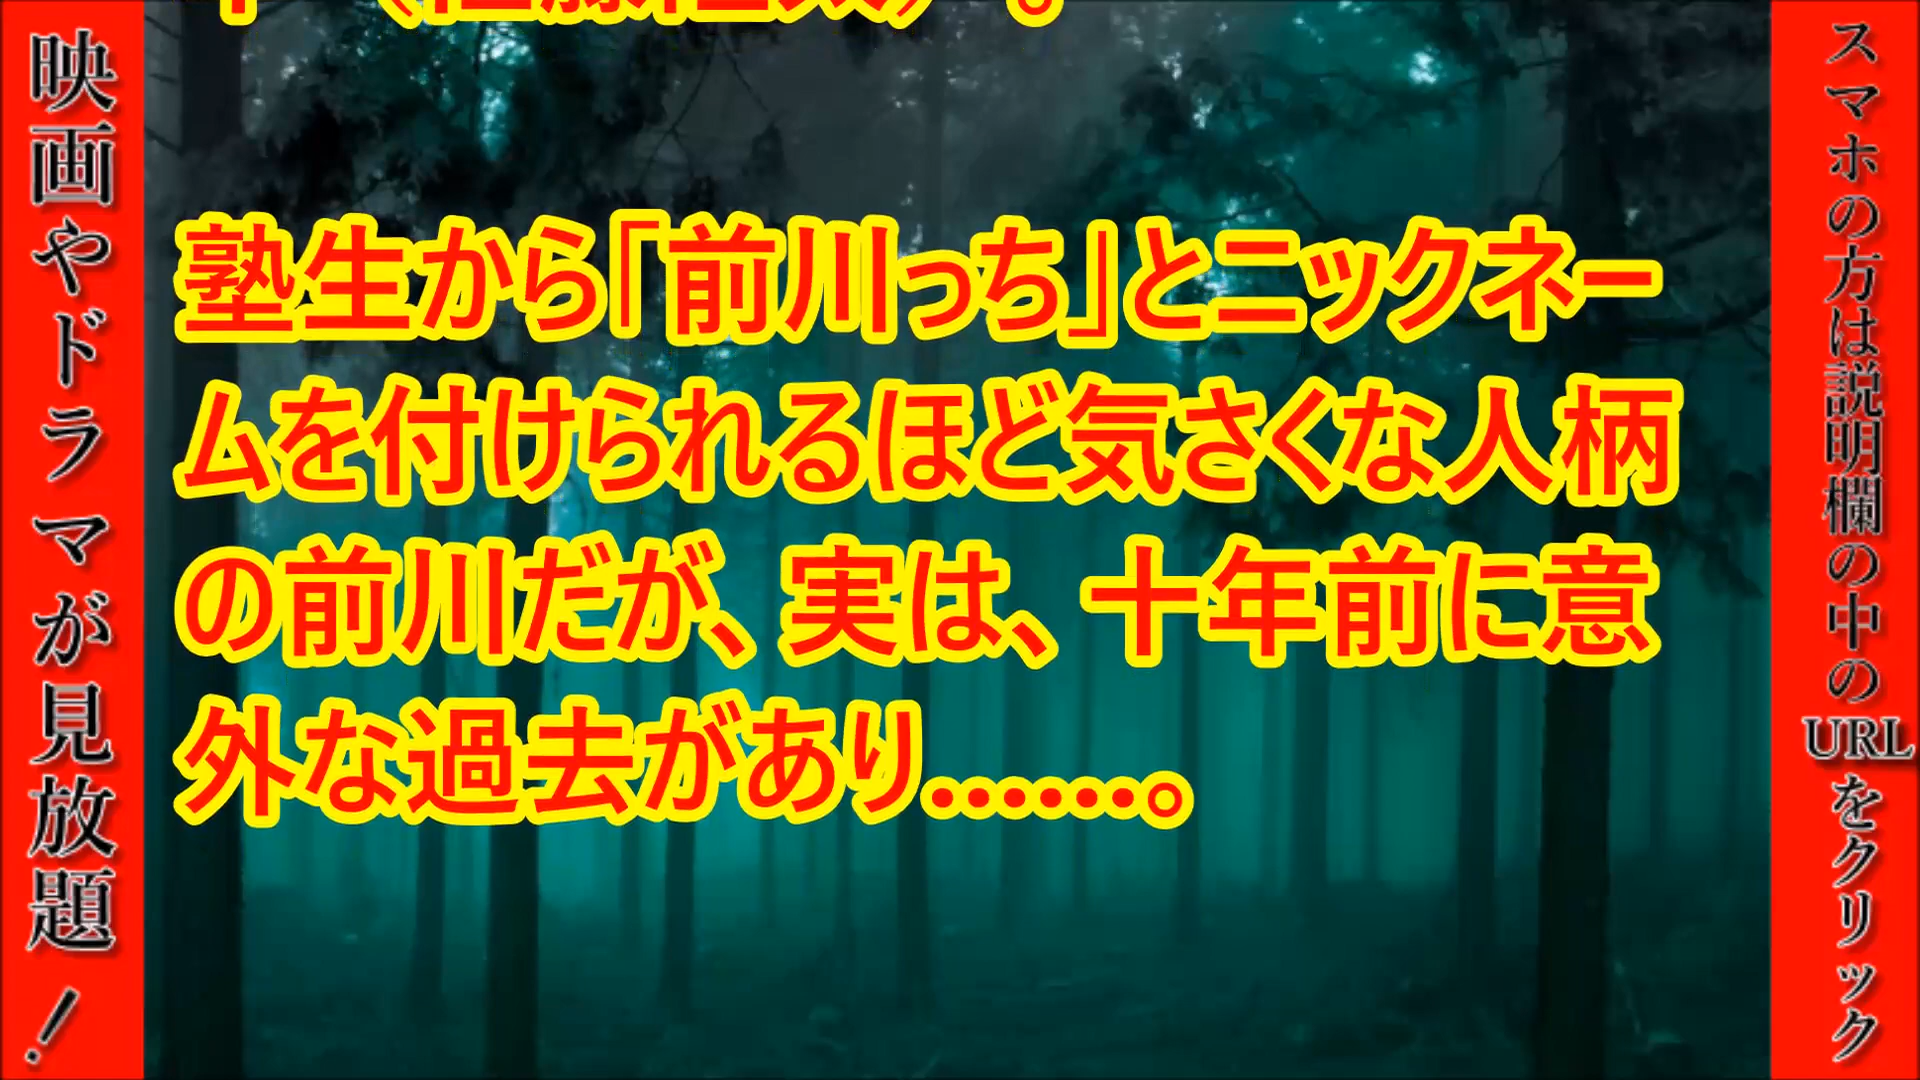 映画やドラマが見放題！
塾生から「前川っち」とニックネー
ムを付けられるほど気さくな人柄
の前川だが、実は、十年前に意
外な過去があり……。
スマホの方は説明欄の中のURLをクリック